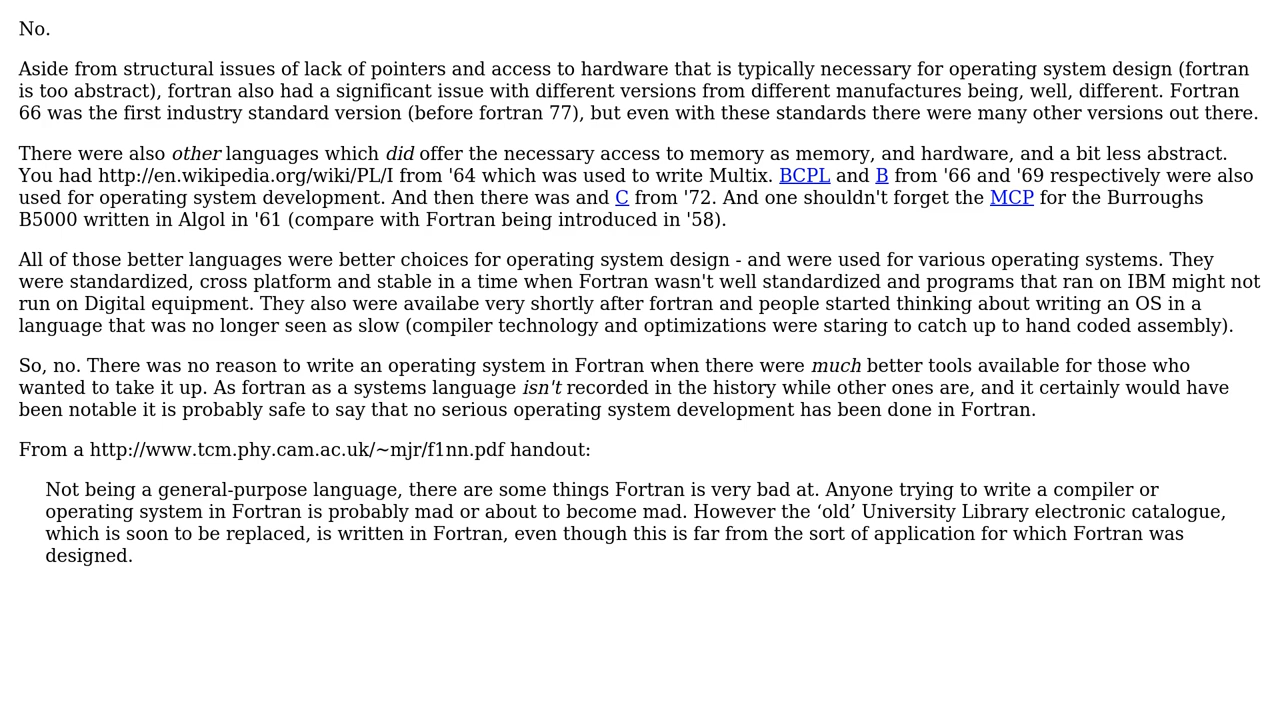 No.
Aside from structural issues of lack of pointers and access to hardware that is typically necessary for operating system design (fortran
is too abstract), fortran also had a significant issue with different versions from different manufactures being, well, different. Fortran
66 was the first industry standard version (before fortran 77), but even with these standards there were many other versions out there.
There were also other languages which did offer the necessary access to memory as memory, and hardware, and a bit less abstract.
You had http://en.wikipedia.org/wiki/PL/I from '64 which was used to write Multix. BCPL and B from '66 and '69 respectively were also
used for operating system development. And then there was and C from '72. And one shouldn't forget the MCP for the Burroughs
B5000 written in Algol in '61 (compare with Fortran being introduced in '58).
All of those better languages were better choices for operating system design - and were used for various operating systems. They
were standardized, cross platform and stable in a time when Fortran wasn't well standardized and programs that ran on IBM might not
run on Digital equipment. They also were availabe very shortly after fortran and people started thinking about writing an OS in a
language that was no longer seen as slow (compiler technology and optimizations were staring to catch up to hand coded assembly).
So, no. There was no reason to write an operating system in Fortran when there were much better tools available for those who
wanted to take it up. As fortran as a systems language isn't recorded in the history while other ones are, and it certainly would have
been notable it is probably safe to say that no serious operating system development has been done in Fortran.
From a http://www.tcm.phy.cam.ac.uk/~mjr/f1nn.pdf handout:
Not being a general-purpose language, there are some things Fortran is very bad at. Anyone trying to write a compiler or
operating system in Fortran is probably mad or about to become mad. However the ‘old’ University Library electronic catalogue,
which is soon to be replaced, is written in Fortran, even though this is far from the sort of application for which Fortran was
designed.